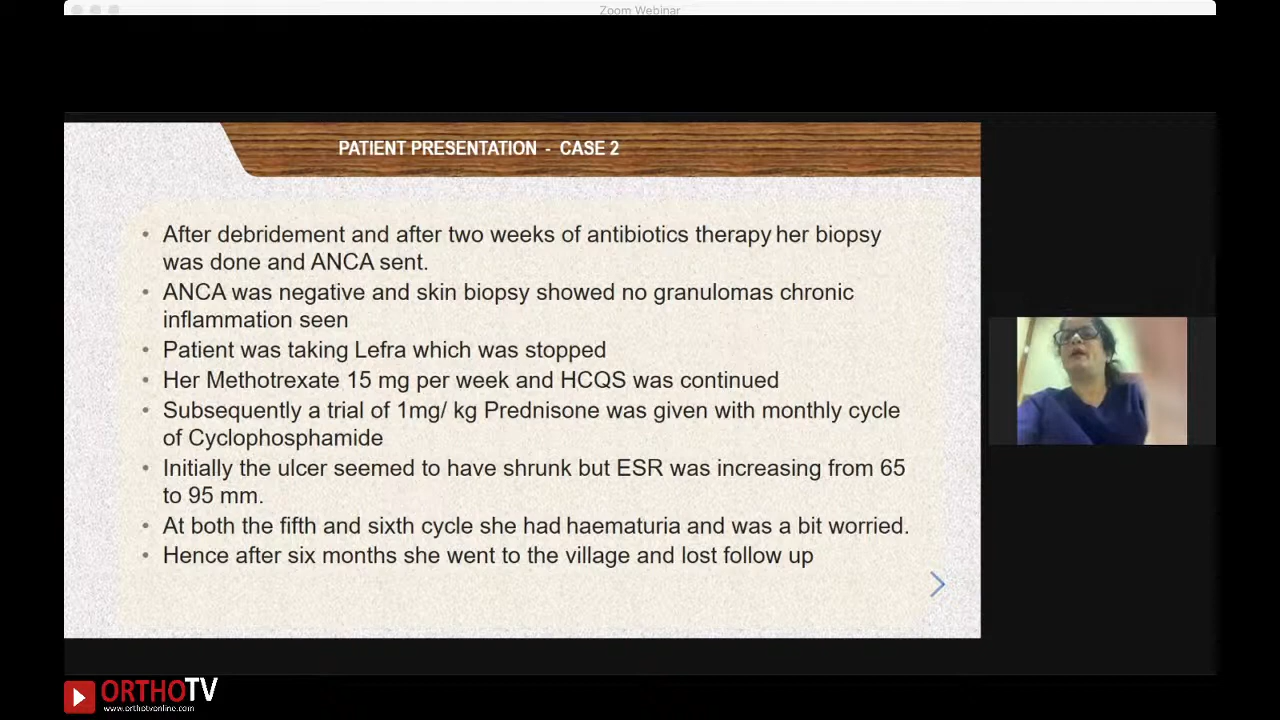 Zoom Webinar
PATIENT PRESENTATION - CASE 2
• After debridement and after two weeks of antibiotics therapy her biopsy
was done and ANCA sent.
• ANCA was negative and skin biopsy showed no granulomas chronic
inflammation seen
• Patient was taking Lefra which was stopped
• Her Methotrexate 15 mg per week and HCQS was continued
• Subsequently a trial of 1mg/ kg Prednisone was given with monthly cycle
of Cyclophosphamide
• Initially the ulcer seemed to have shrunk but ESR was increasing from 65
to 95 mm.
• At both the fifth and sixth cycle she had haematuria and was a bit worried.
• Hence after six months she went to the village and lost follow up
ORTHOTV
www.orthotvonline.com